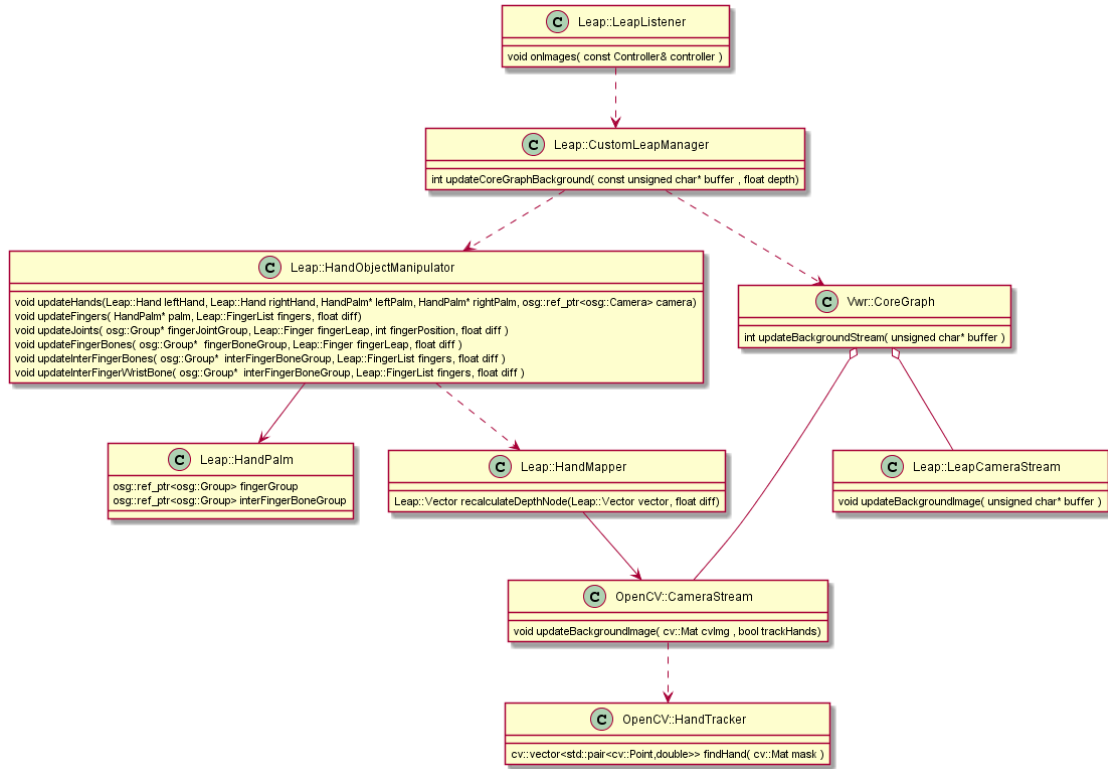 C Leap::LeapListener
void onImages( const Controller& controller )
C Leap::CustomLeapManager
int updateCoreGraphBackground( const unsigned char* buffer , float depth)
C Leap::HandObjectManipulator
void updateHands(Leap::Hand leftHand, Leap::Hand rightHand, HandPalm* leftPalm, HandPalm* rightPalm, osg::ref_ptr<osg::Camera> camera)
void updateFingers( HandPalm* palm, Leap::FingerList fingers, float diff)
void updateJoints( osg::Group* fingerJointGroup, Leap::Finger fingerLeap, int fingerPosition, float diff )
void updateFingerBones( osg::Group*  fingerBoneGroup, Leap::Finger fingerLeap, float diff )
void updateInterFingerBones( osg::Group*  interFingerBoneGroup, Leap::FingerList fingers, float diff )
void updateInterFingerWristBone( osg::Group*  interFingerBoneGroup, Leap::FingerList fingers, float diff )
C Vwr::CoreGraph
int updateBackgroundStream( unsigned char* buffer )
C Leap::HandPalm
osg::ref_ptr<osg::Group> fingerGroup
osg::ref_ptr<osg::Group> interFingerBoneGroup
C Leap::HandMapper
Leap::Vector recalculateDepthNode(Leap::Vector vector, float diff)
C Leap::LeapCameraStream
void updateBackgroundImage( unsigned char* buffer )
C OpenCV::CameraStream
void updateBackgroundImage( cv::Mat cvImg , bool trackHands)
C OpenCV::HandTracker
cv::vector<std::pair<cv::Point,double>> findHand( cv::Mat mask )